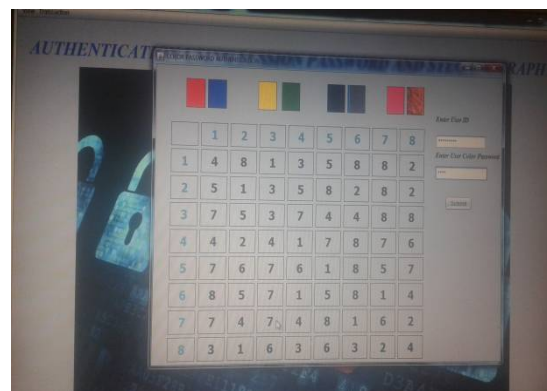 AUTHENTICAT
PASSWORD AND
RAPH
Enter User ID
********
Enter User Color Password
****
1 2 3 4 5 6 7 8
1 4 8 1 3 5 8 8 2
2 5 1 3 5 8 2 8 2
3 7 5 3 7 4 4 8 8
4 4 2 4 1 7 8 7 6
5 7 6 7 6 1 8 5 7
6 8 5 7 1 5 8 1 4
7 7 4 7 4 8 1 6 2
8 3 1 6 3 6 3 2 4